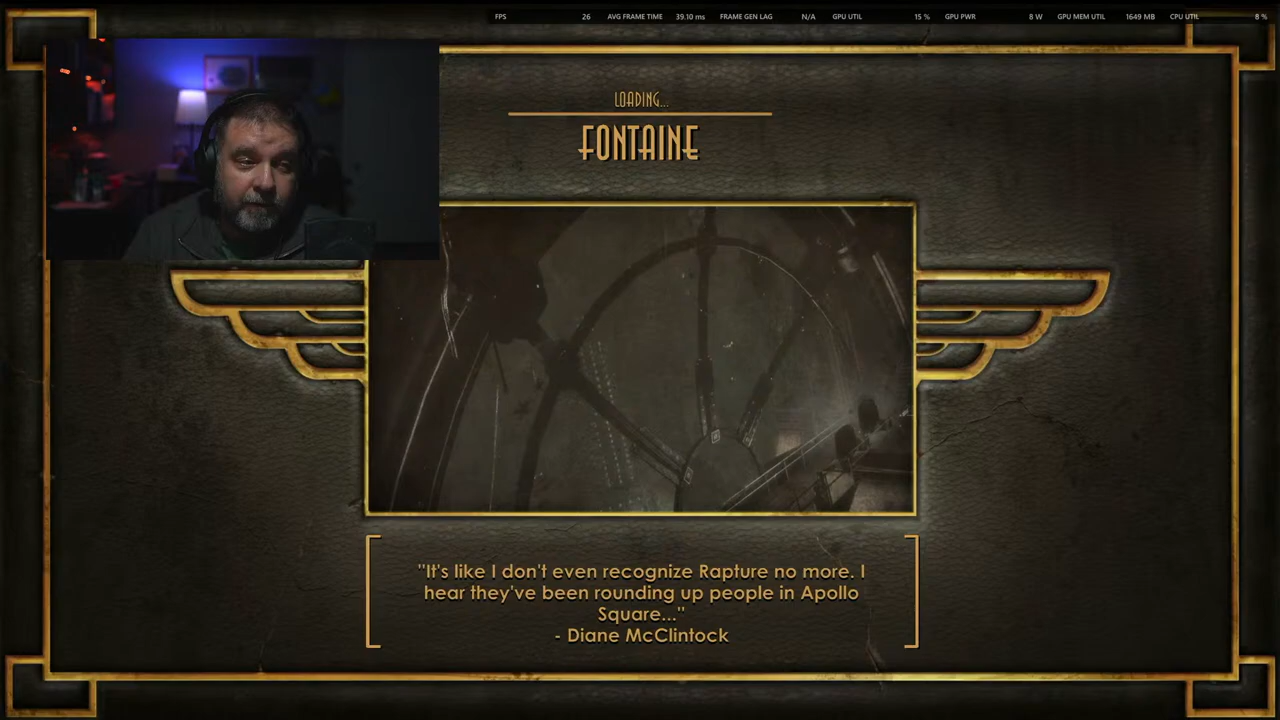 FPS 26 AVG FRAME TIME 39.10 ms FRAME GEN LAG N/A GPU UTIL 15 % GPU PWR 8 W GPU MEM UTIL 1649 MB CPU UTIL 8 %
LOADING...
FONTAINE
"It's like I don't even recognize Rapture no more. I
hear they've been rounding up people in Apollo
Square..."
- Diane McClintock